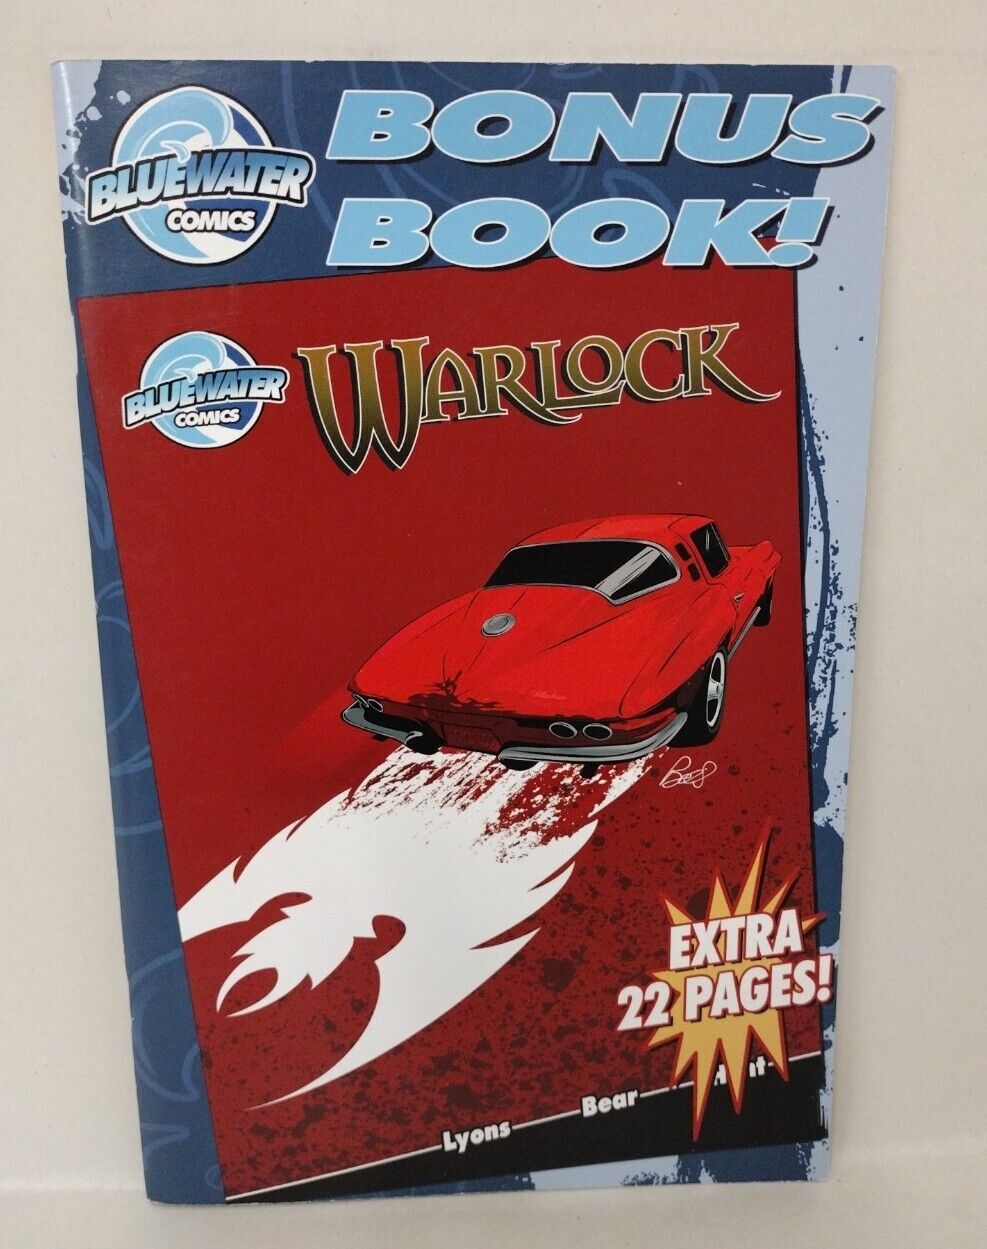 BLUEWATER
COMICS
BONUS
BOOK!
BLUEWATER
COMICS
WARLOCK
EXTRA
22 PAGES!
Lyons
Bear